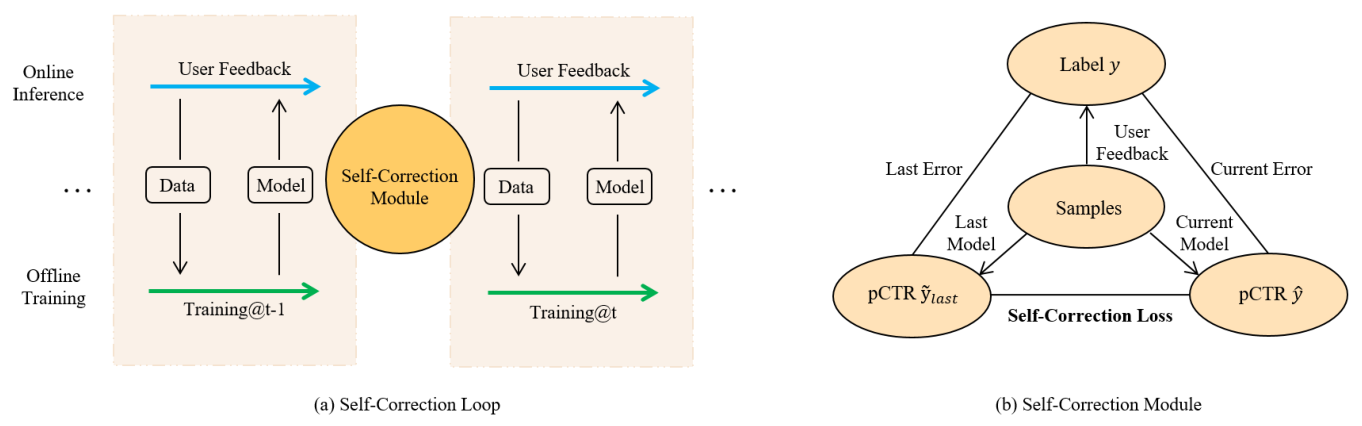 Online
Inference
User Feedback
Data
Model
Offline
Training
Training@t-1
Self-Correction
Module
User Feedback
Data
Model
Training@t
...
...
(a) Self-Correction Loop
Label y
User
Feedback
Last Error
Current Error
Samples
Last
Model
Current
Model
pCTR ỹ_last
pCTR ŷ
Self-Correction Loss
(b) Self-Correction Module